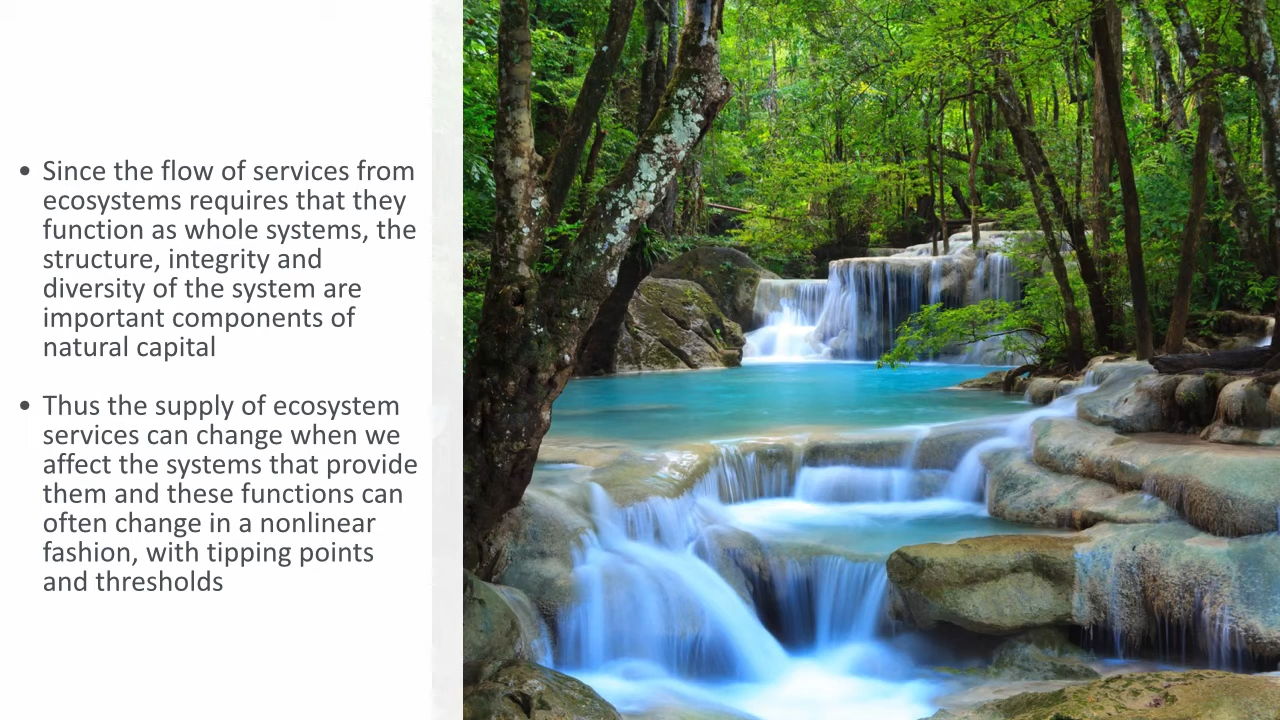 • Since the flow of services from
ecosystems requires that they
function as whole systems, the
structure, integrity and
diversity of the system are
important components of
natural capital
• Thus the supply of ecosystem
services can change when we
affect the systems that provide
them and these functions can
often change in a nonlinear
fashion, with tipping points
and thresholds